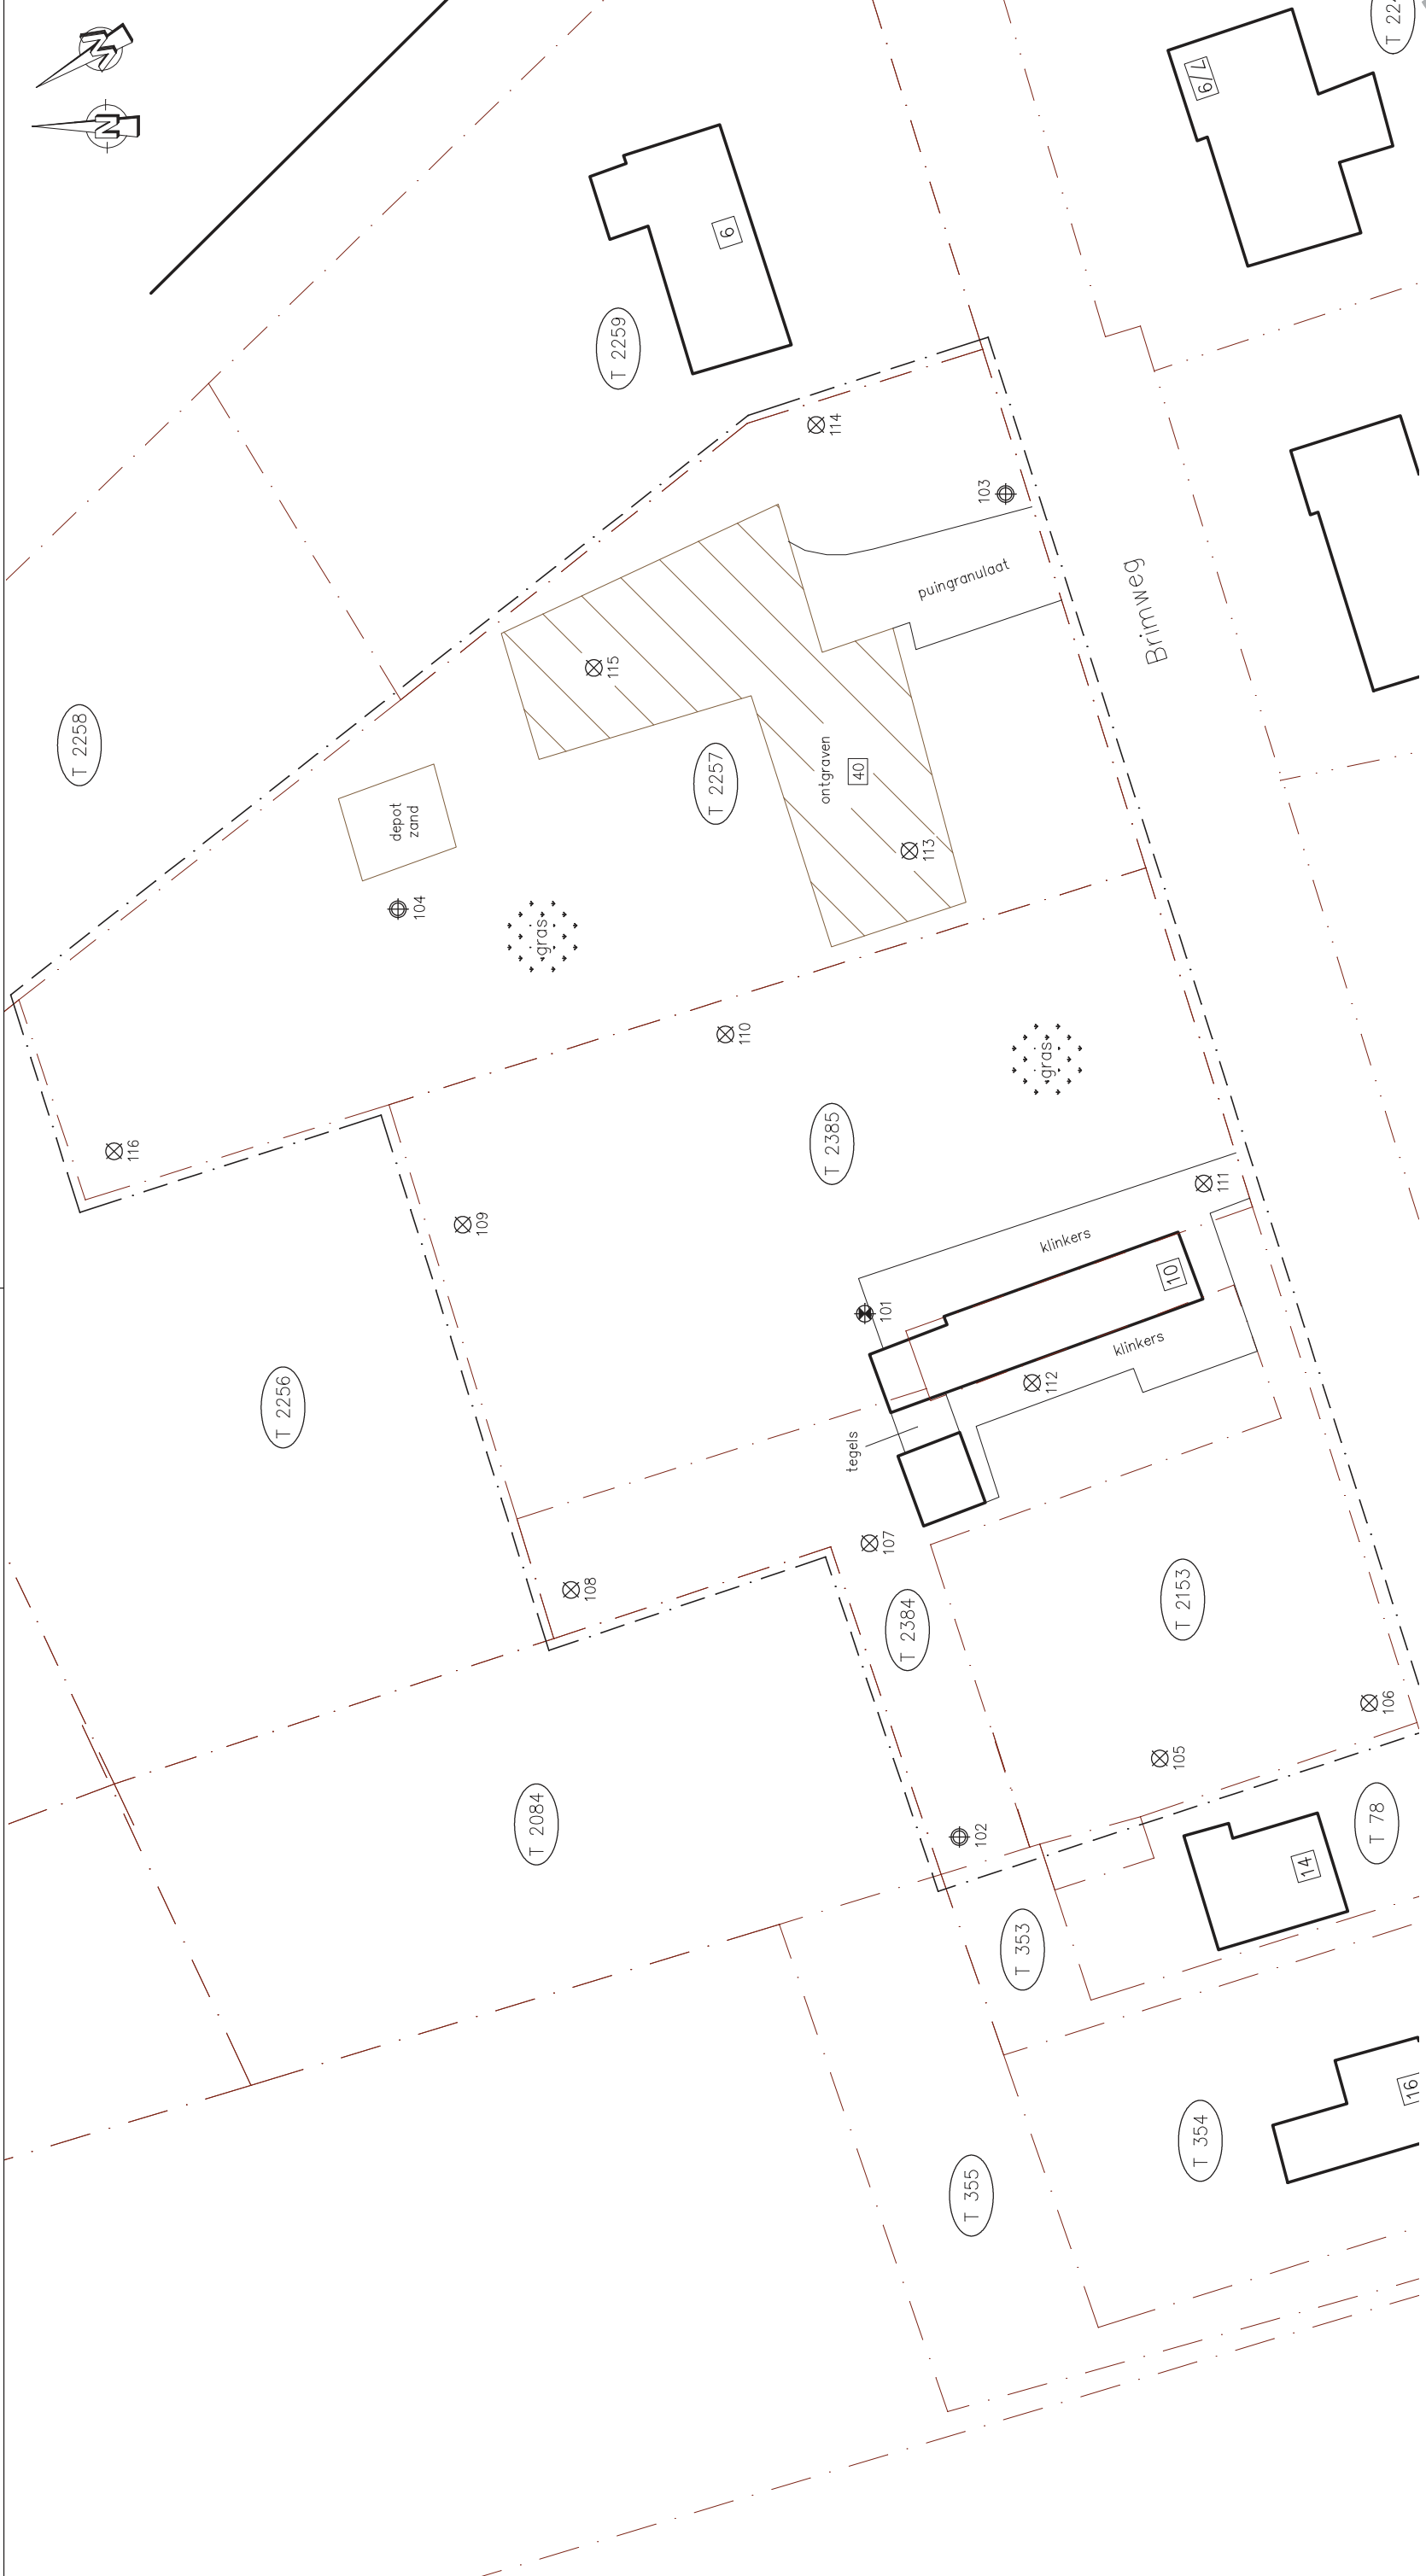 N
N
T 2258
T 2259
6
7/9
114
103
puingranulaat
Brimweg
115
T 2257
ontgraven
40
113
depot
zand
104
gras
110
gras
116
109
T 2385
111
klinkers
10
klinkers
101
112
tegels
T 2256
108
107
T 2384
T 2153
106
105
102
T 2084
T 78
14
T 353
16
T 354
T 355